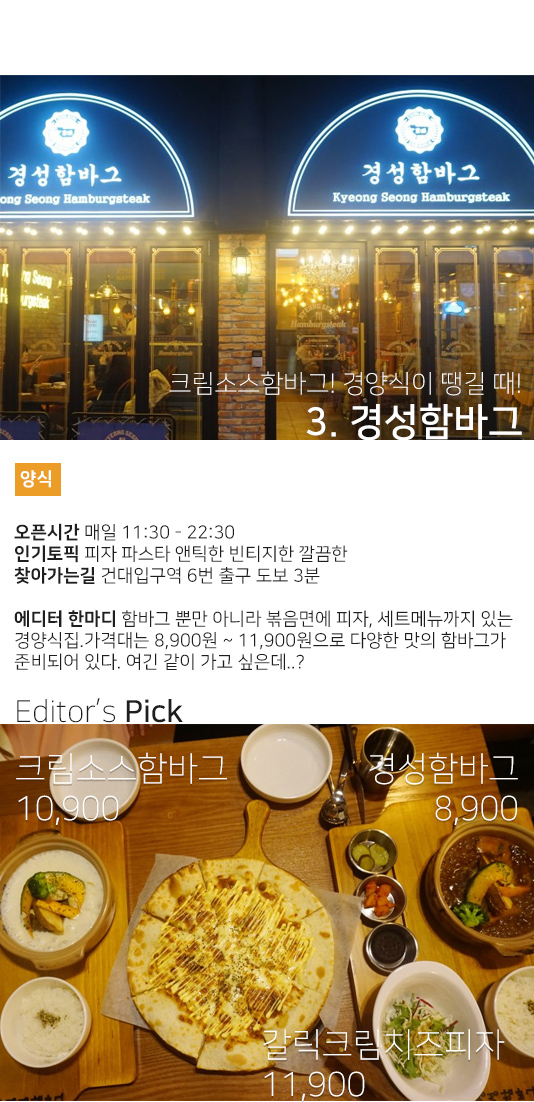 경성함바그
ong Seong Hamburgsteak
경성함바그
Kyeong Seong Hamburgsteak
Hamburgsteak
크림소스함바그! 경양식이 땡길 때!
3. 경성함바그
양식
오픈시간 매일 11:30 - 22:30
인기토픽 피자 파스타 앤틱한 빈티지한 깔끔한
찾아가는길 건대입구역 6번 출구 도보 3분
에디터 한마디 함바그 뿐만 아니라 볶음면에 피자, 세트메뉴까지 있는
경양식집.가격대는 8,900원 ~ 11,900원으로 다양한 맛의 함바그가
준비되어 있다. 여긴 같이 가고 싶은데..?
Editor's Pick
크림소스함바그
10,900
경성함바그
8,900
갈릭크림치즈피자
11,900